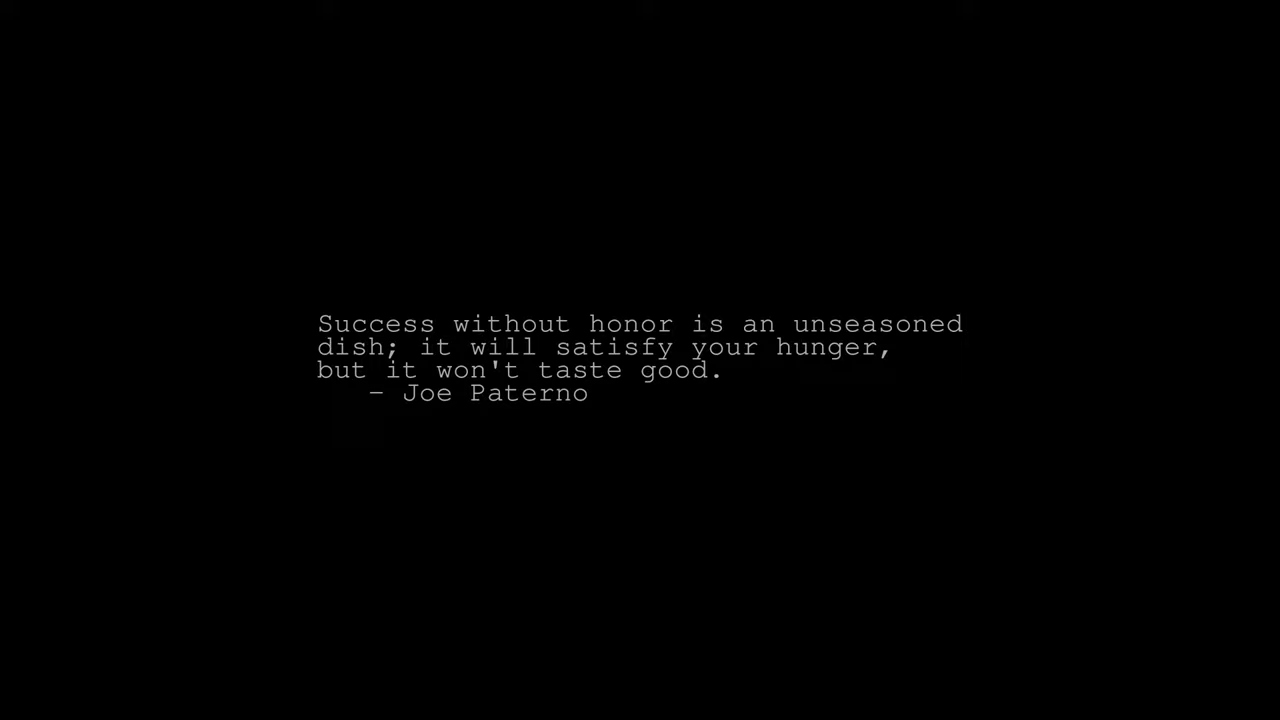 Success without honor is an unseasoned
dish; it will satisfy your hunger,
but it won't taste good.
– Joe Paterno